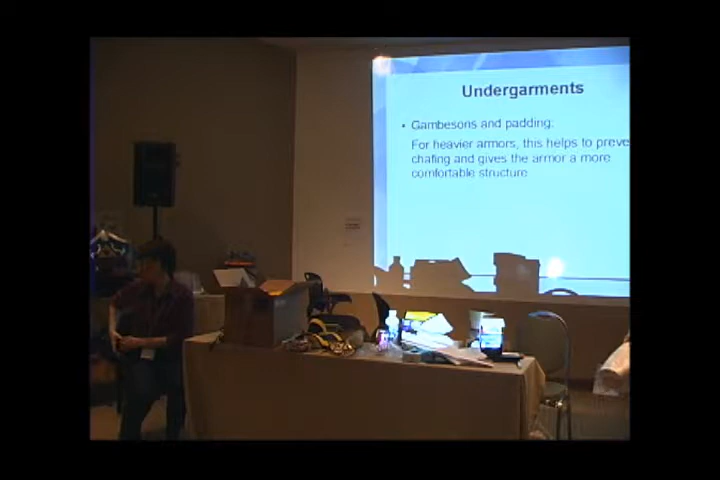 Undergarments
• Gambesons and padding:
For heavier armors, this helps to preve
chafing and gives the armor a more
comfortable structure